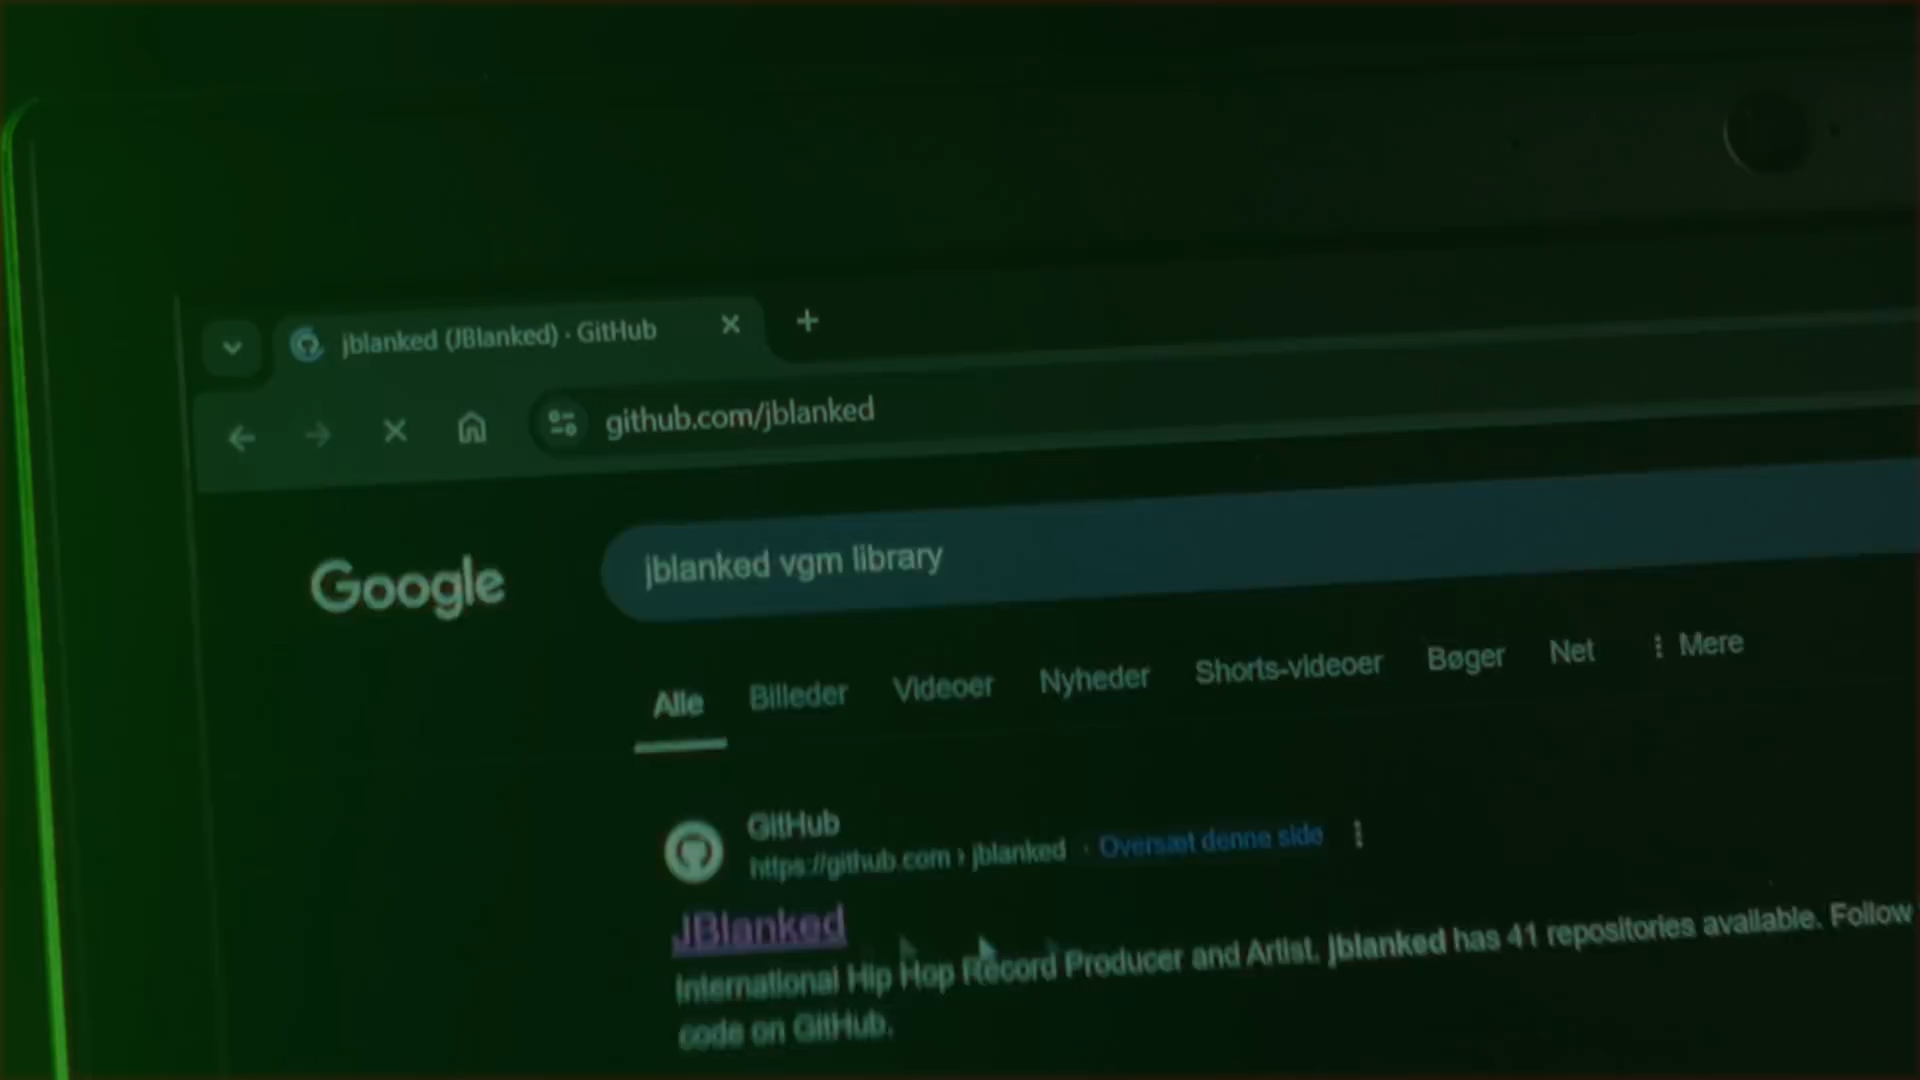 jblanked (JBlanked) · GitHub
github.com/jblanked
Google
jblanked vgm library
Alle Billeder Videoer Nyheder Shorts-videoer Bøger Net Mere
GitHub
https://github.com › jblanked · Oversæt denne side
JBlanked
International Hip Hop Record Producer and Artist. jblanked has 41 repositories available. Follow
code on GitHub.